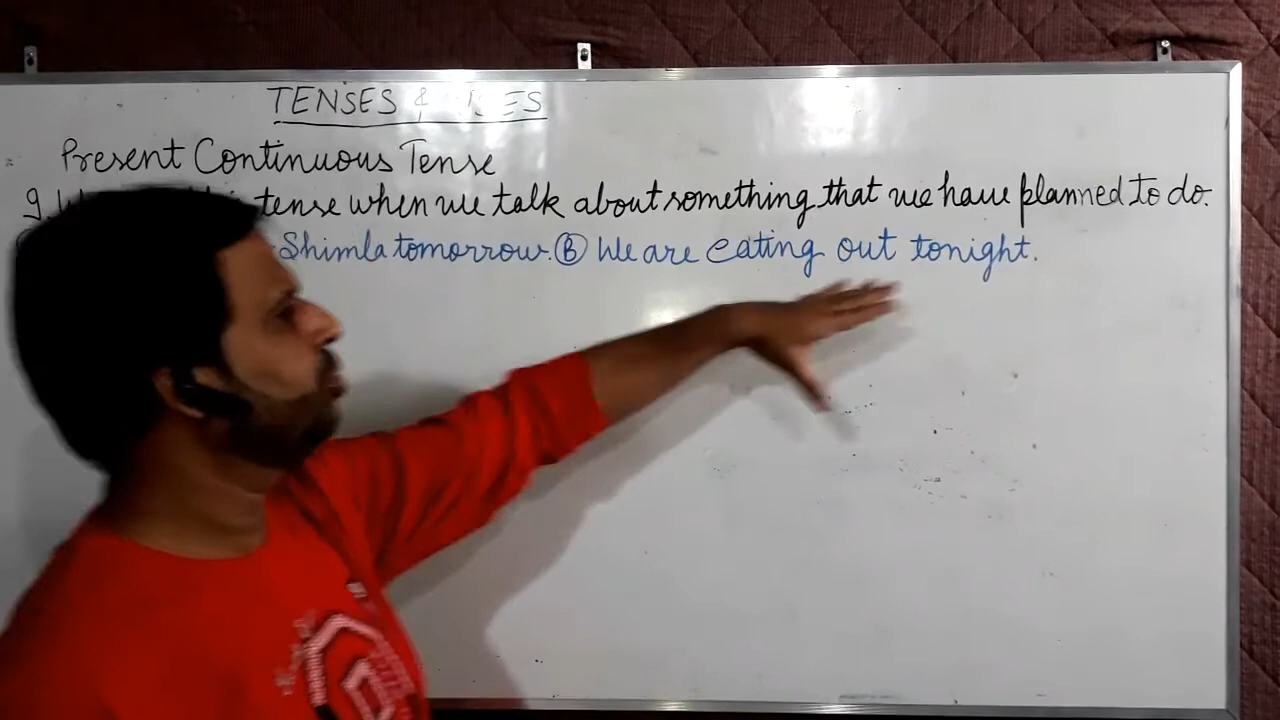 TENSES &
Present Continuous Tense
9. tense when we talk about something that we have planned to do.
Shimla tomorrow. Ⓑ We are eating out tonight.